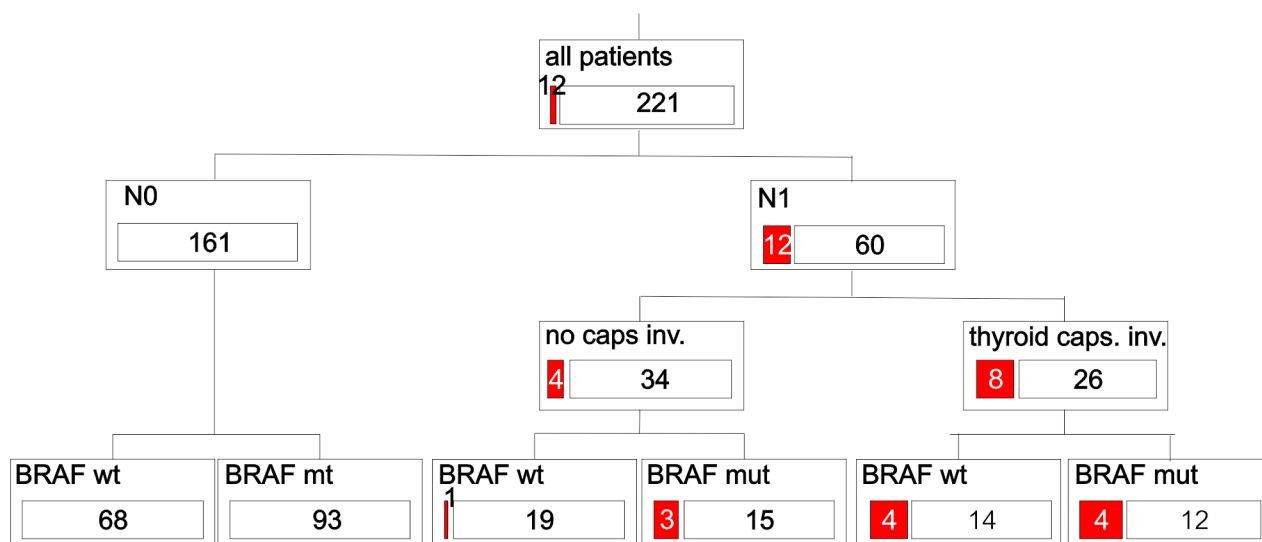 all patients
12
221
N0
161
N1
12 60
no caps inv.
4 34
thyroid caps. inv.
8 26
BRAF wt
68
BRAF mt
93
BRAF wt
1
19
BRAF mut
3 15
BRAF wt
4 14
BRAF mut
4 12